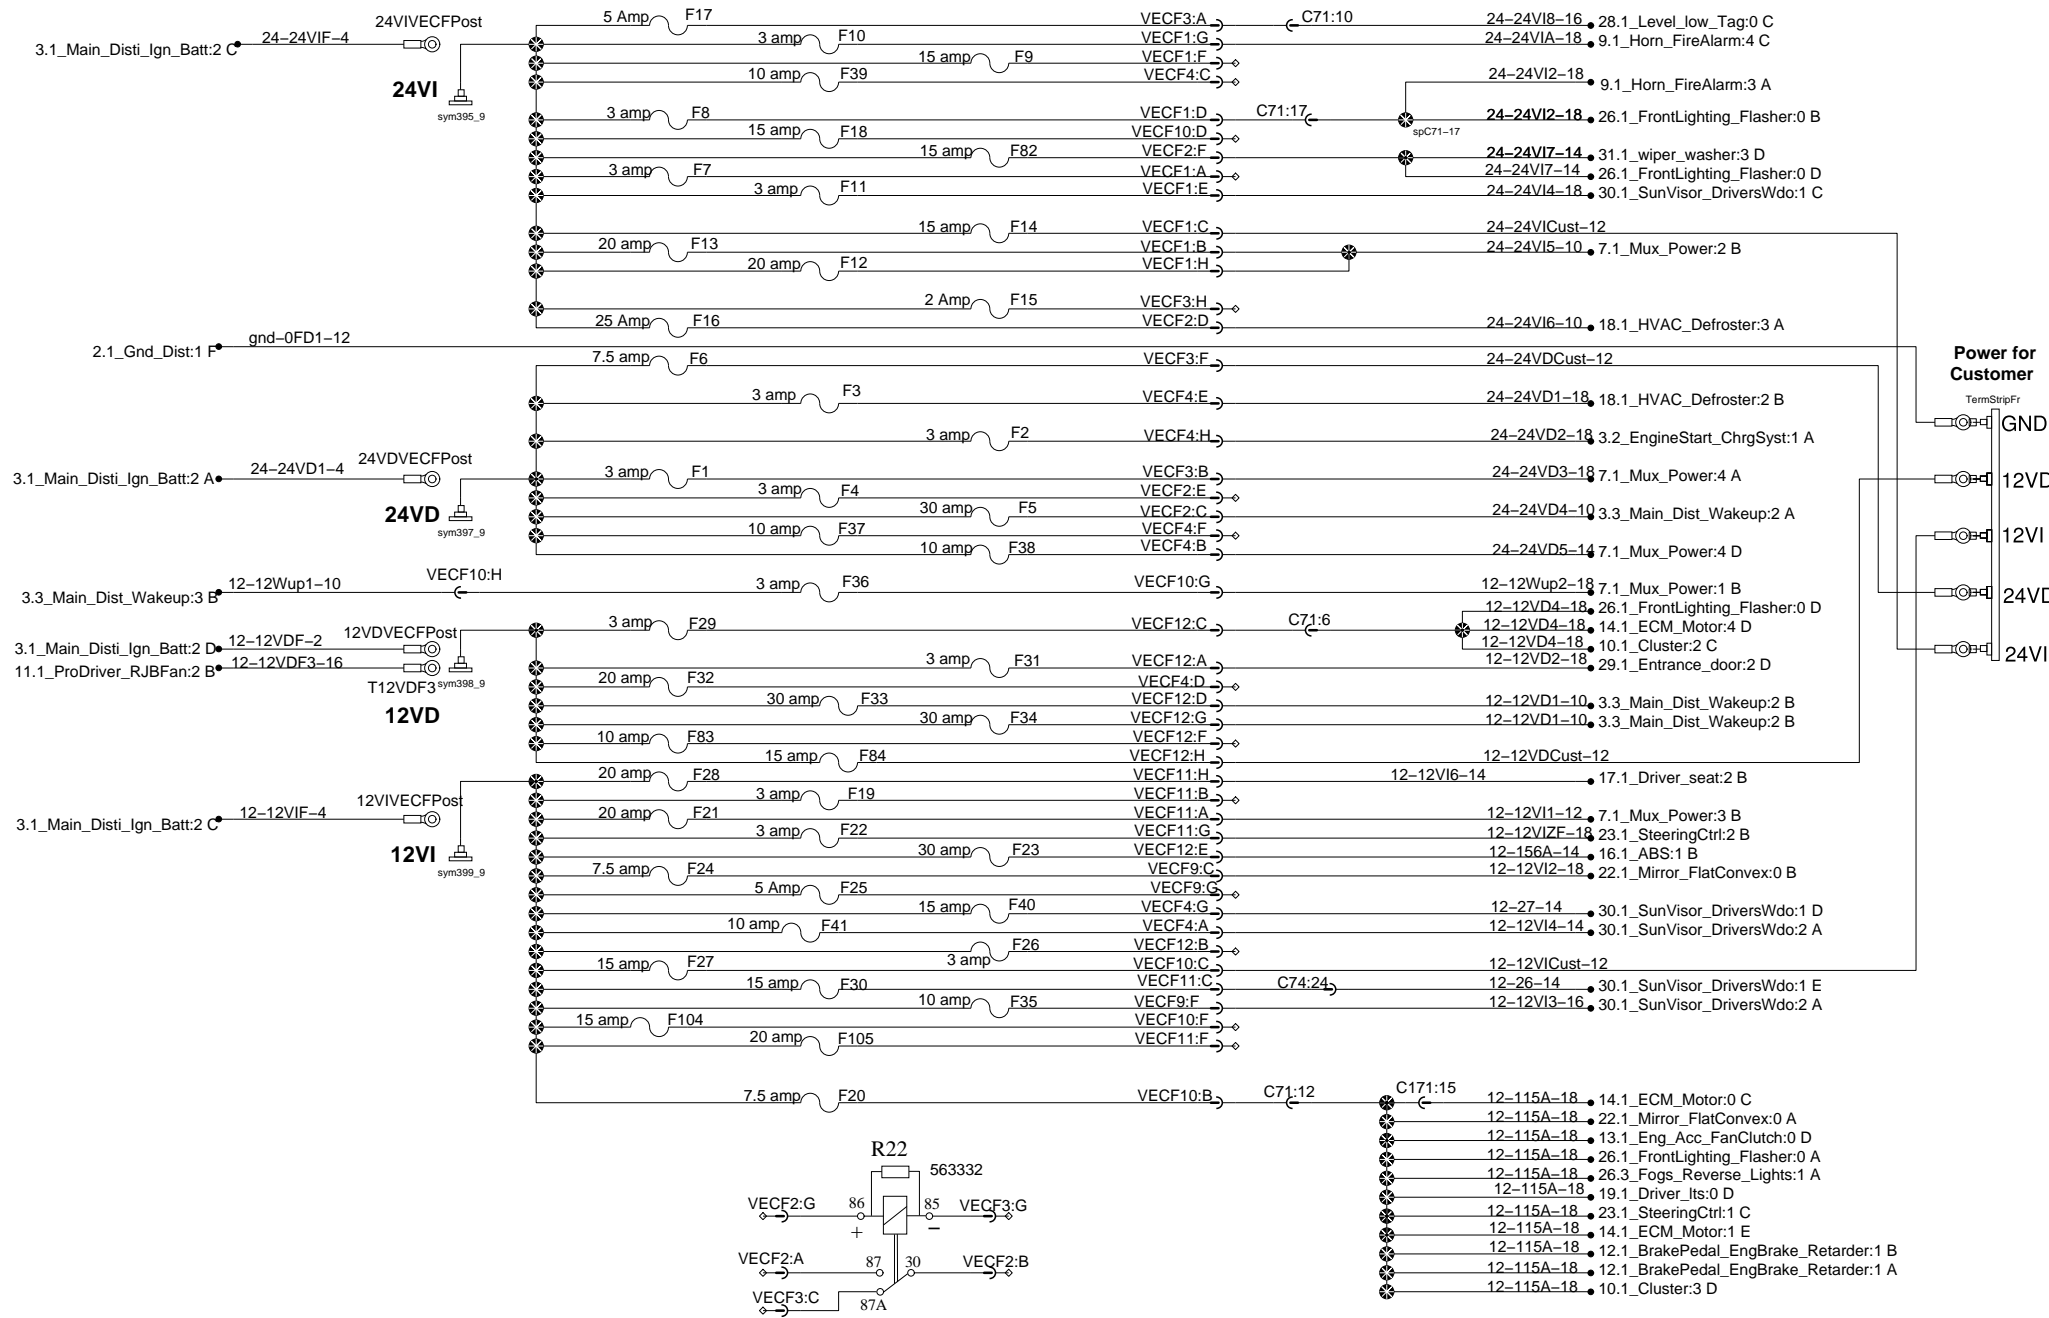 24VIVECFPost
3.1_Main_Disti_Ign_Batt:2 C 24-24VIF-4
24VI
sym395_9
5 Amp F17 VECF3:A C71:10 24-24VI8-16 28.1_Level_low_Tag:0 C
3 amp F10 VECF1:G 24-24VIA-18 9.1_Horn_FireAlarm:4 C
15 amp F9 VECF1:F
10 amp F39 VECF4:C
24-24VI2-18 9.1_Horn_FireAlarm:3 A
3 amp F8 VECF1:D C71:17 spC71-17 24-24VI2-18 26.1_FrontLighting_Flasher:0 B
15 amp F18 VECF10:D
15 amp F82 VECF2:F 24-24VI7-14 31.1_wiper_washer:3 D
3 amp F7 VECF1:A 24-24VI7-14 26.1_FrontLighting_Flasher:0 D
3 amp F11 VECF1:E 24-24VI4-18 30.1_SunVisor_DriversWdo:1 C
15 amp F14 VECF1:C 24-24VICust-12
20 amp F13 VECF1:B 24-24VI5-10 7.1_Mux_Power:2 B
20 amp F12 VECF1:H
2 Amp F15 VECF3:H
25 Amp F16 VECF2:D 24-24VI6-10 18.1_HVAC_Defroster:3 A
2.1_Gnd_Dist:1 F gnd-0FD1-12
7.5 amp F6 VECF3:F 24-24VDCust-12
3 amp F3 VECF4:E 24-24VD1-18 18.1_HVAC_Defroster:2 B
3 amp F2 VECF4:H 24-24VD2-18 3.2_EngineStart_ChrgSyst:1 A
24VDVECFPost
3.1_Main_Disti_Ign_Batt:2 A 24-24VD1-4
24VD
sym397_9
3 amp F1 VECF3:B 24-24VD3-18 7.1_Mux_Power:4 A
3 amp F4 VECF2:E
30 amp F5 VECF2:C 24-24VD4-10 3.3_Main_Dist_Wakeup:2 A
10 amp F37 VECF4:F
10 amp F38 VECF4:B 24-24VD5-14 7.1_Mux_Power:4 D
3.3_Main_Dist_Wakeup:3 B 12-12Wup1-10 VECF10:H 3 amp F36 VECF10:G 12-12Wup2-18 7.1_Mux_Power:1 B
12-12VD4-18 26.1_FrontLighting_Flasher:0 D
3 amp F29 VECF12:C C71:6 12-12VD4-18 14.1_ECM_Motor:4 D
12-12VD4-18 10.1_Cluster:2 C
12VDVECFPost
3.1_Main_Disti_Ign_Batt:2 D 12-12VDF-2
11.1_ProDriver_RJBFan:2 B 12-12VDF3-16
T12VDF3
sym398_9
12VD
3 amp F31 VECF12:A 12-12VD2-18 29.1_Entrance_door:2 D
20 amp F32 VECF4:D
30 amp F33 VECF12:D 12-12VD1-10 3.3_Main_Dist_Wakeup:2 B
30 amp F34 VECF12:G 12-12VD1-10 3.3_Main_Dist_Wakeup:2 B
10 amp F83 VECF12:F
15 amp F84 VECF12:H 12-12VDCust-12
20 amp F28 VECF11:H 12-12VI6-14 17.1_Driver_seat:2 B
3 amp F19 VECF11:B
12VIVECFPost
3.1_Main_Disti_Ign_Batt:2 C 12-12VIF-4
12VI
sym399_9
20 amp F21 VECF11:A 12-12VI1-12 7.1_Mux_Power:3 B
3 amp F22 VECF11:G 12-12VIZF-18 23.1_SteeringCtrl:2 B
30 amp F23 VECF12:E 12-156A-14 16.1_ABS:1 B
7.5 amp F24 VECF9:C 12-12VI2-18 22.1_Mirror_FlatConvex:0 B
5 Amp F25 VECF9:G
15 amp F40 VECF4:G 12-27-14 30.1_SunVisor_DriversWdo:1 D
10 amp F41 VECF4:A 12-12VI4-14 30.1_SunVisor_DriversWdo:2 A
3 amp F26 VECF12:B
15 amp F27 VECF10:C 12-12VICust-12
15 amp F30 VECF11:C C74:24 12-26-14 30.1_SunVisor_DriversWdo:1 E
10 amp F35 VECF9:F 12-12VI3-16 30.1_SunVisor_DriversWdo:2 A
15 amp F104 VECF10:F
20 amp F105 VECF11:F
7.5 amp F20 VECF10:B C71:12 C171:15 12-115A-18 14.1_ECM_Motor:0 C
12-115A-18 22.1_Mirror_FlatConvex:0 A
12-115A-18 13.1_Eng_Acc_FanClutch:0 D
12-115A-18 26.1_FrontLighting_Flasher:0 A
12-115A-18 26.3_Fogs_Reverse_Lights:1 A
12-115A-18 19.1_Driver_lts:0 D
12-115A-18 23.1_SteeringCtrl:1 C
12-115A-18 14.1_ECM_Motor:1 E
12-115A-18 12.1_BrakePedal_EngBrake_Retarder:1 B
12-115A-18 12.1_BrakePedal_EngBrake_Retarder:1 A
12-115A-18 10.1_Cluster:3 D
Power for
Customer
TermStripFr
GND
12VD
12VI
24VD
24VI
R22
563332
VECF2:G 86 85 VECF3:G
+ −
VECF2:A 87 30 VECF2:B
VECF3:C 87A